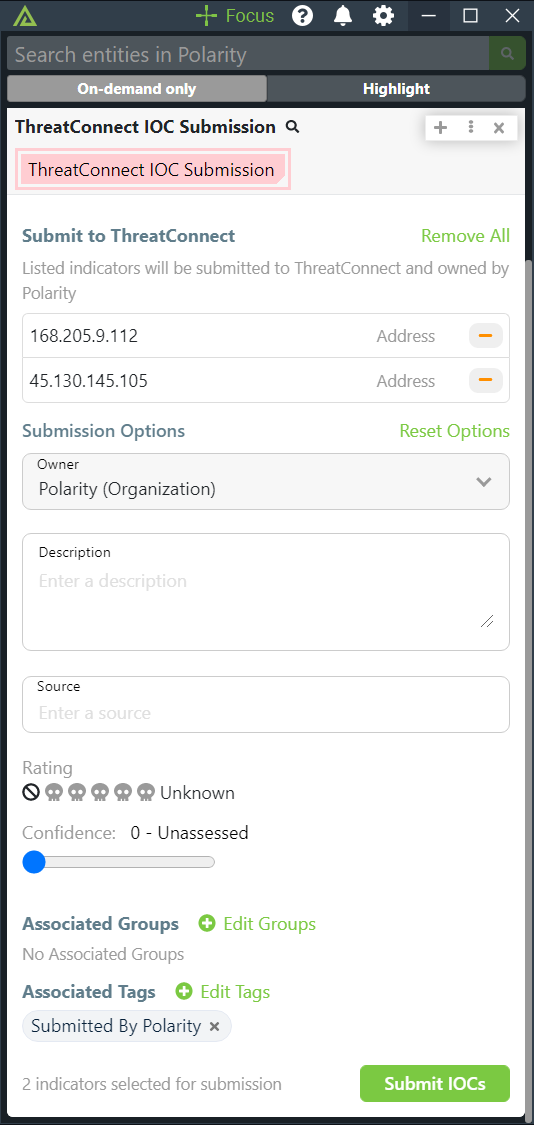 Focus
Search entities in Polarity
On-demand only
Highlight
ThreatConnect IOC Submission
ThreatConnect IOC Submission
Submit to ThreatConnect
Remove All
Listed indicators will be submitted to ThreatConnect and owned by
Polarity
168.205.9.112 Address
45.130.145.105 Address
Submission Options
Reset Options
Owner
Polarity (Organization)
Description
Enter a description
Source
Enter a source
Rating
Unknown
Confidence: 0 - Unassessed
Associated Groups
Edit Groups
No Associated Groups
Associated Tags
Edit Tags
Submitted By Polarity
2 indicators selected for submission
Submit IOCs